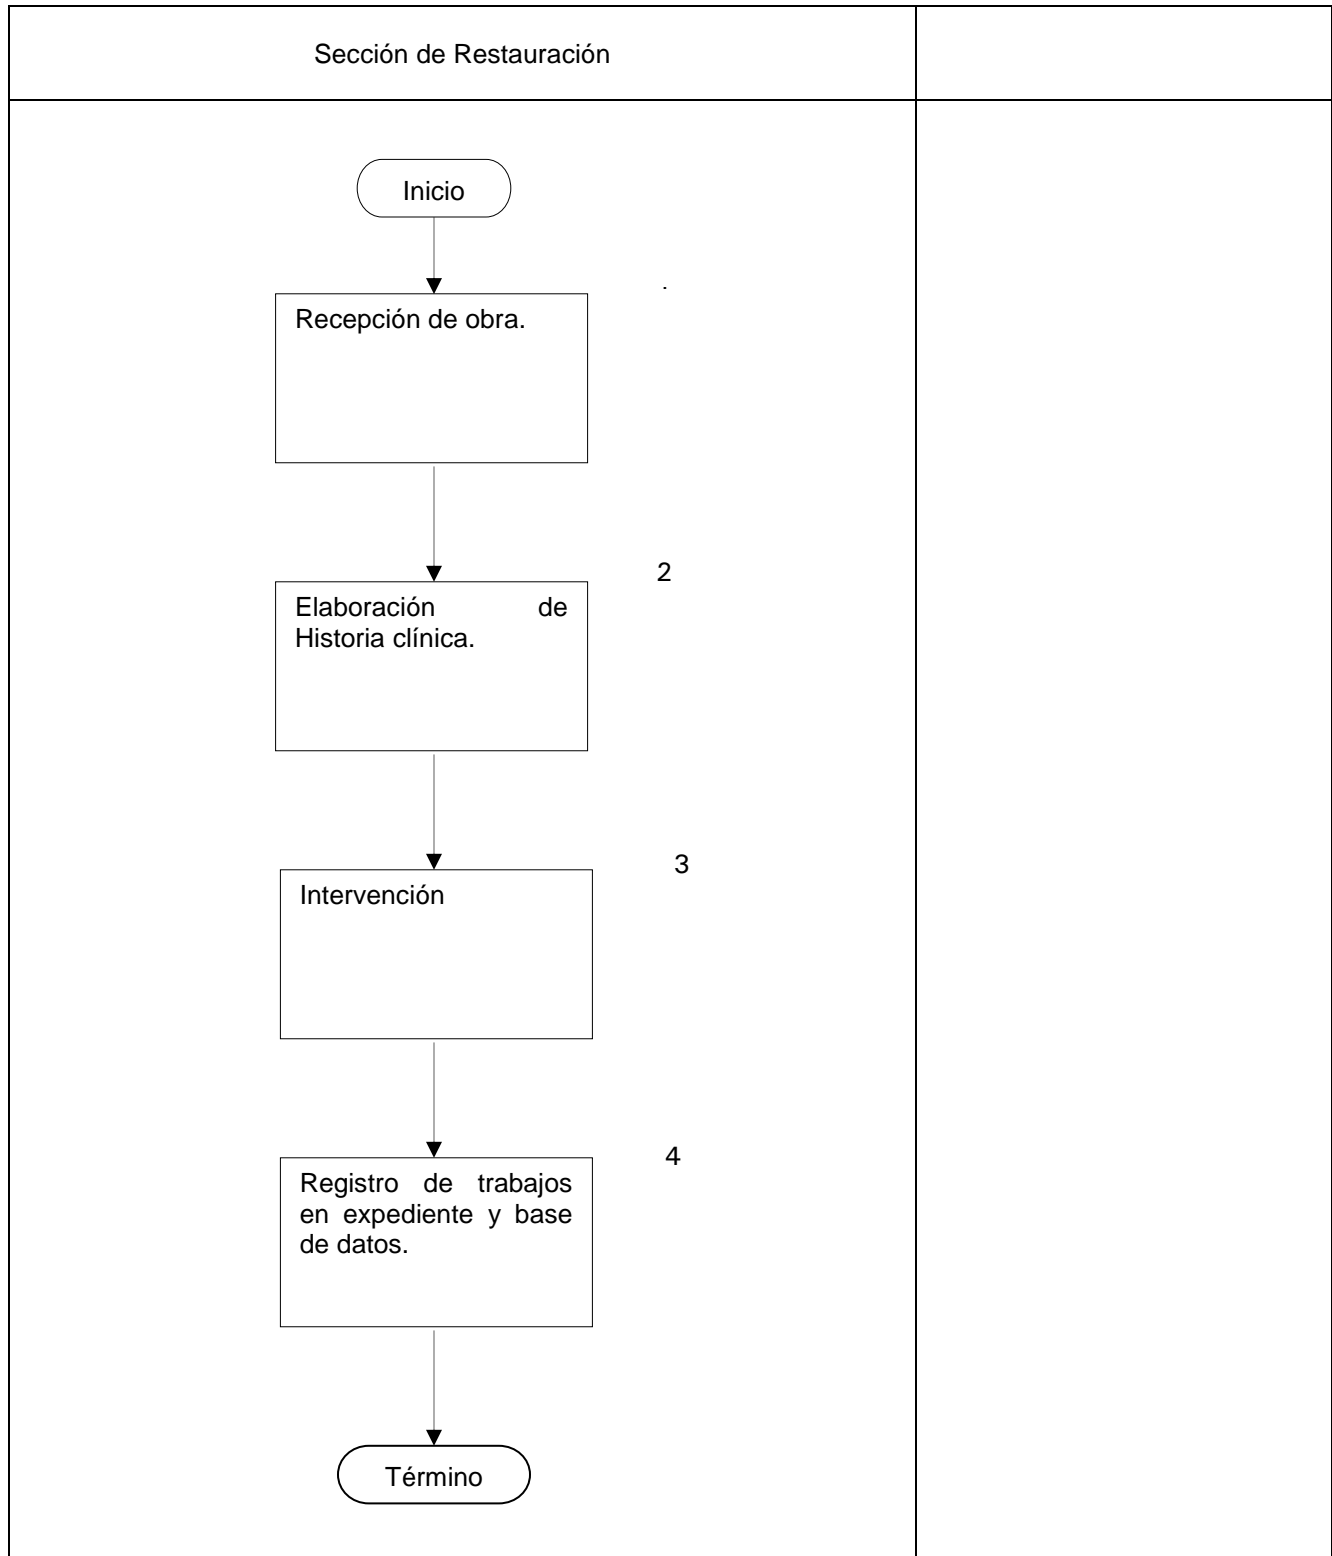 Sección de Restauración
Inicio
.
Recepción de obra.
2
Elaboración de
Historia clínica.
3
Intervención
4
Registro de trabajos
en expediente y base
de datos.
Término